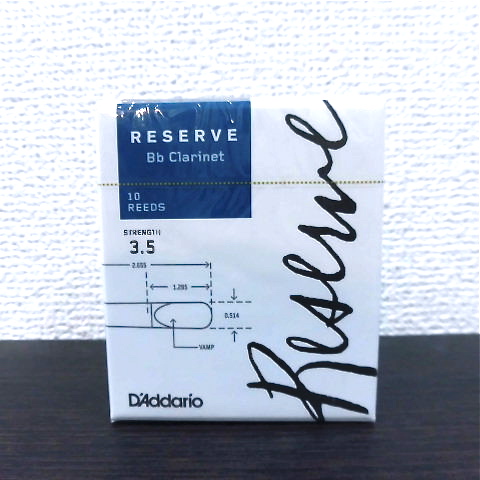 RESERVE
Bb Clarinet
10
REEDS
STRENGTH
3.5
1.285
0.514
VAMP
D'Addario
Reserve